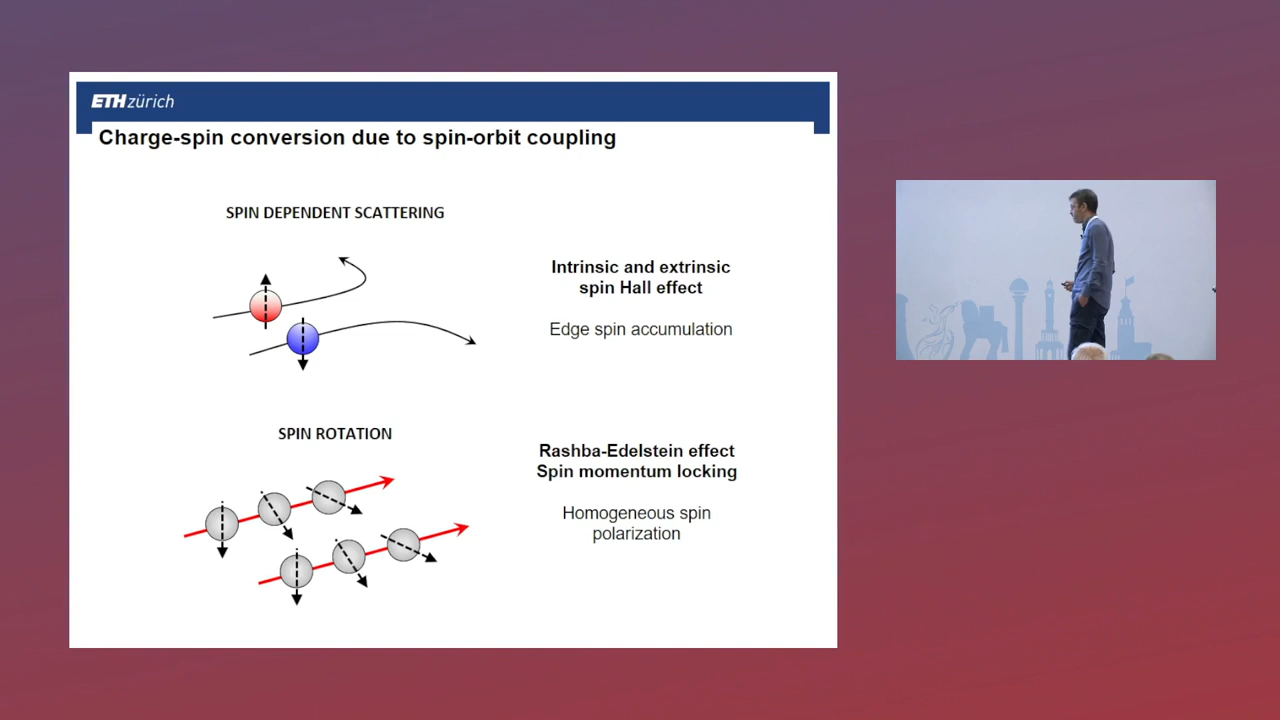 ETH zürich
Charge-spin conversion due to spin-orbit coupling
SPIN DEPENDENT SCATTERING
Intrinsic and extrinsic
spin Hall effect
Edge spin accumulation
SPIN ROTATION
Rashba-Edelstein effect
Spin momentum locking
Homogeneous spin
polarization